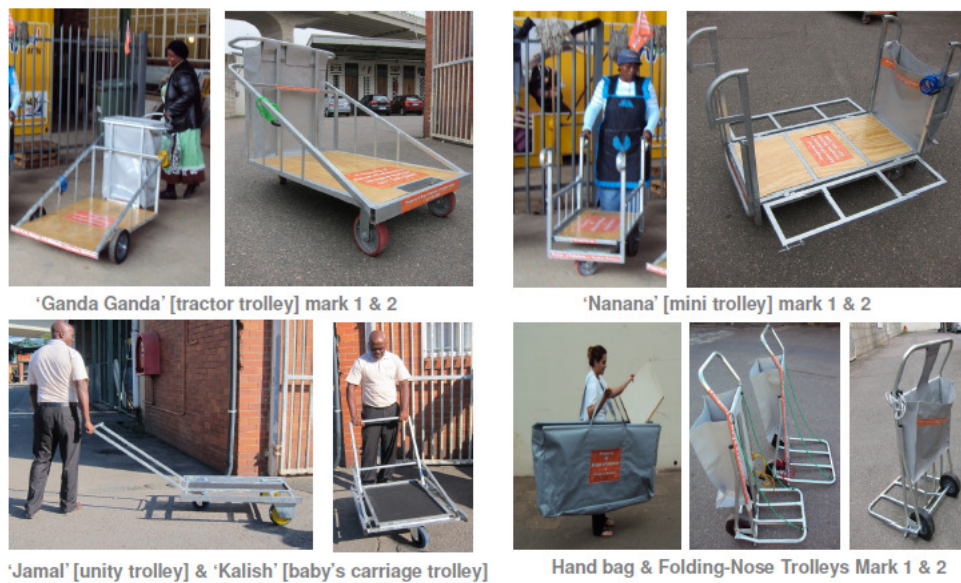 ‘Ganda Ganda’ [tractor trolley] mark 1 & 2
‘Nanana’ [mini trolley] mark 1 & 2
‘Jamal’ [unity trolley] & ‘Kalish’ [baby's carriage trolley]
Hand bag & Folding-Nose Trolleys Mark 1 & 2